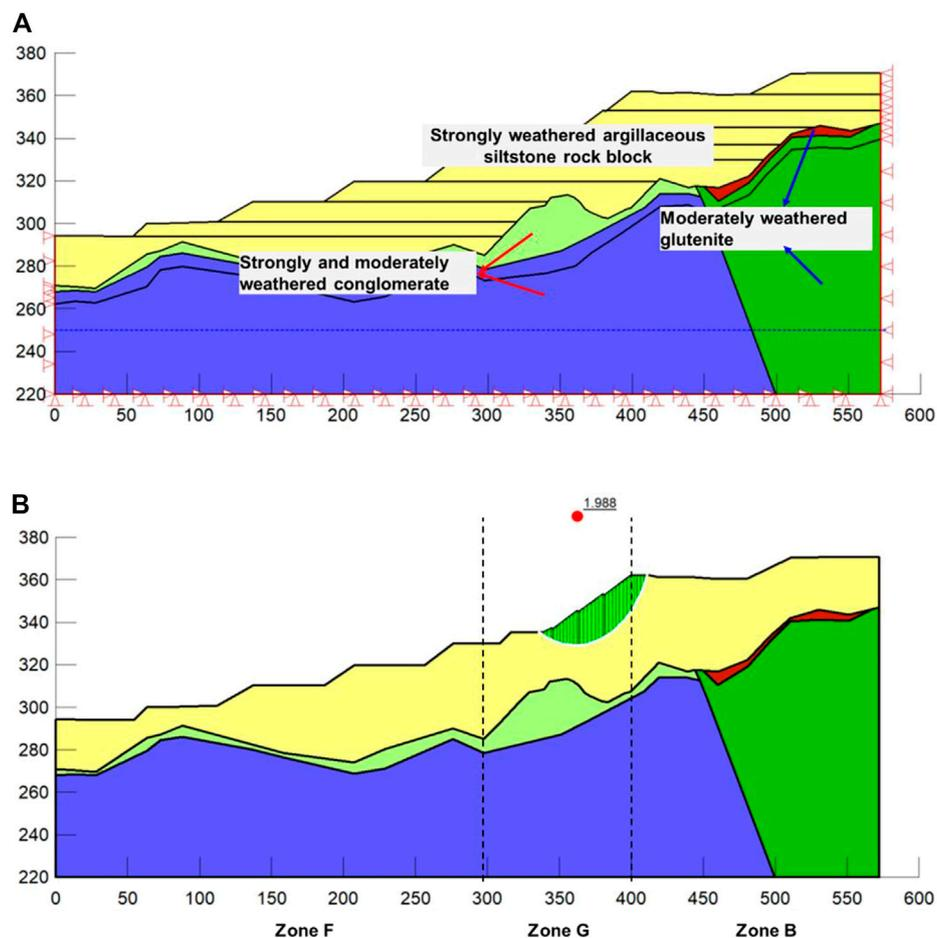 A
380
360
340
320
300
280
260
240
220
Strongly weathered argillaceous
siltstone rock block
Moderately weathered
glutenite
Strongly and moderately
weathered conglomerate
0 50 100 150 200 250 300 350 400 450 500 550 600
B
1.988
380
360
340
320
300
280
260
240
220
0 50 100 150 200 250 300 350 400 450 500 550 600
Zone F Zone G Zone B